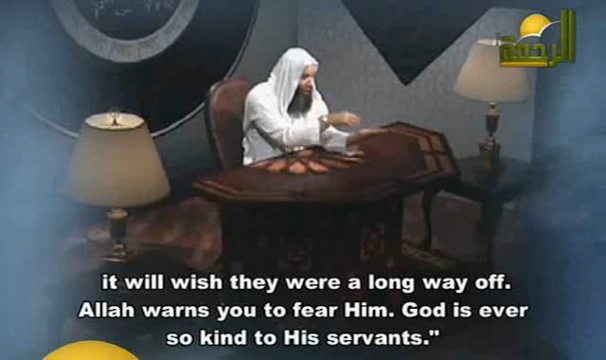 الرحمة
it will wish they were a long way off.
Allah warns you to fear Him. God is ever
so kind to His servants."